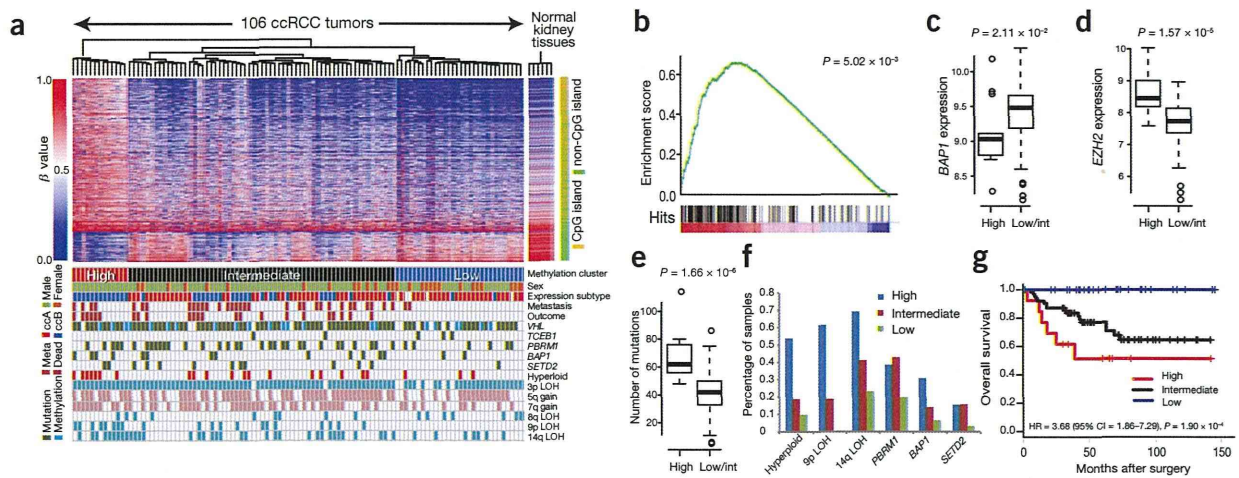 a
106 ccRCC tumors
Normal
kidney
tissues
1.0
0.5
0.0
β value
non-CpG island
CpG island
High
Intermediate
Low
Methylation cluster
Sex
Expression subtype
Metastasis
Outcome
VHL
TCEB1
PBRM1
BAP1
SETD2
Hyperloid
3p LOH
5q gain
7q gain
8q LOH
9p LOH
14q LOH
Male
Female
ccA
ccB
Meta
Dead
Mutation
Methylation
b
P = 5.02 × 10⁻³
Enrichment score
0.6
0.4
0.2
0.0
Hits
c
P = 2.11 × 10⁻²
BAP1 expression
10.0
9.5
9.0
8.5
High
Low/int
d
P = 1.57 × 10⁻⁵
EZH2 expression
10
9
8
6
High
Low/int
e
P = 1.66 × 10⁻⁶
Number of mutations
100
80
60
40
20
High
Low/int
f
High
Intermediate
Low
Percentage of samples
0.8
0.7
0.6
0.5
0.4
0.3
0.2
0.1
0
Hyperploid
9p LOH
14q LOH
PBRM1
BAP1
SETD2
g
Overall survival
1.0
0.8
0.6
0.4
0.2
0.0
High
Intermediate
Low
HR = 3.68 (95% CI = 1.86–7.29), P = 1.90 × 10⁻⁴
0
50
100
150
Months after surgery